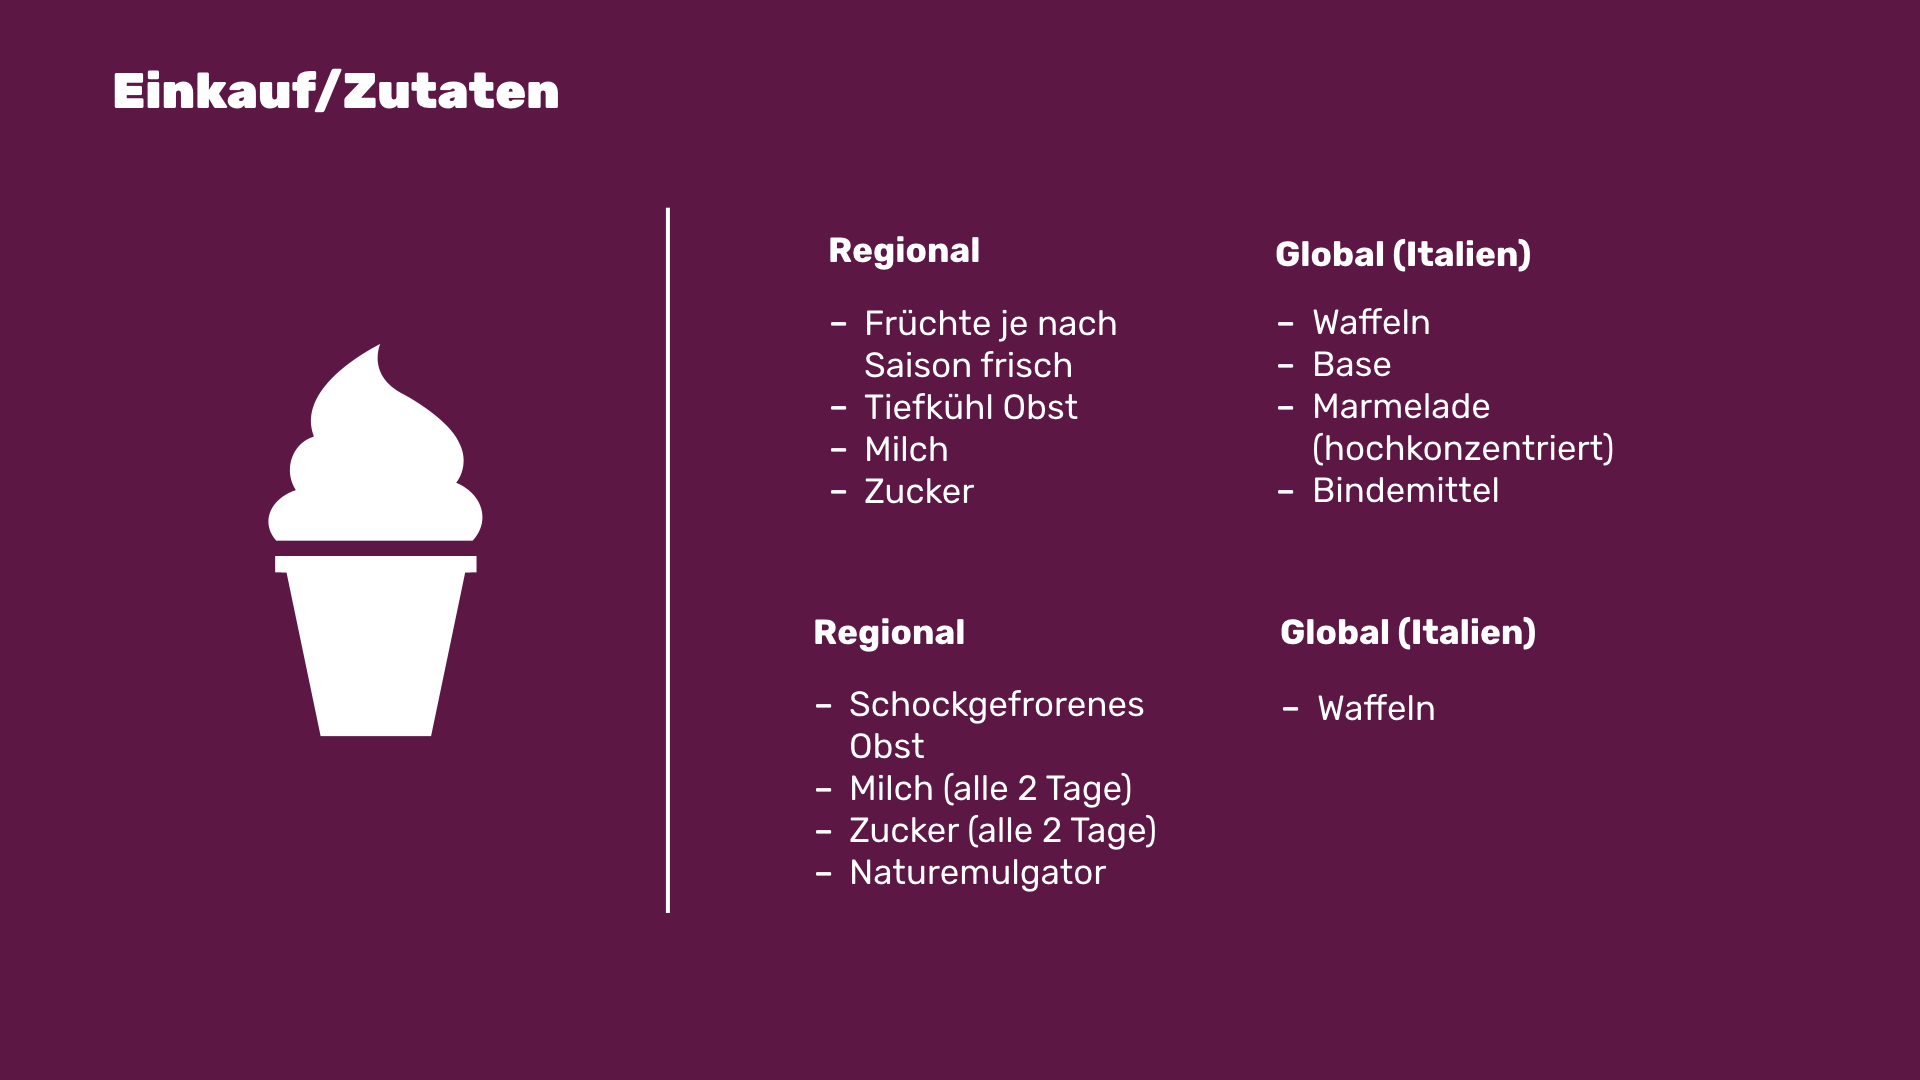 Einkauf/Zutaten
Regional
– Früchte je nach
Saison frisch
– Tiefkühl Obst
– Milch
– Zucker
Global (Italien)
– Waffeln
– Base
– Marmelade
(hochkonzentriert)
– Bindemittel
Regional
– Schockgefrorenes
Obst
– Milch (alle 2 Tage)
– Zucker (alle 2 Tage)
– Naturemulgator
Global (Italien)
– Waffeln